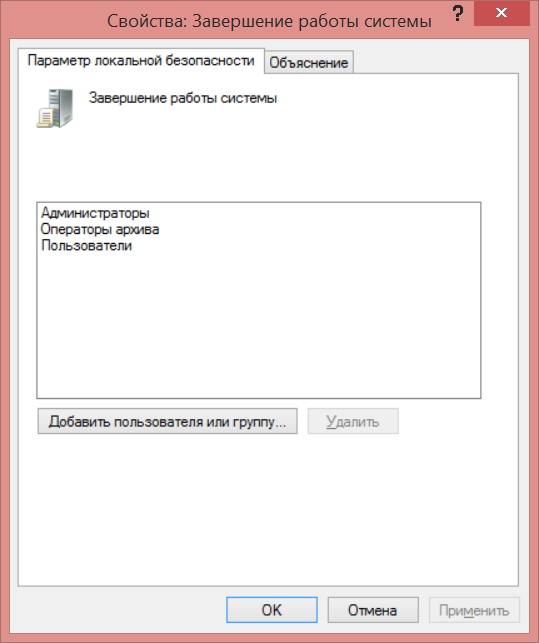 Свойства: Завершение работы системы
?
x
Параметр локальной безопасности
Объяснение
Завершение работы системы
Администраторы
Операторы архива
Пользователи
Добавить пользователя или группу...
Удалить
OK
Отмена
Применить